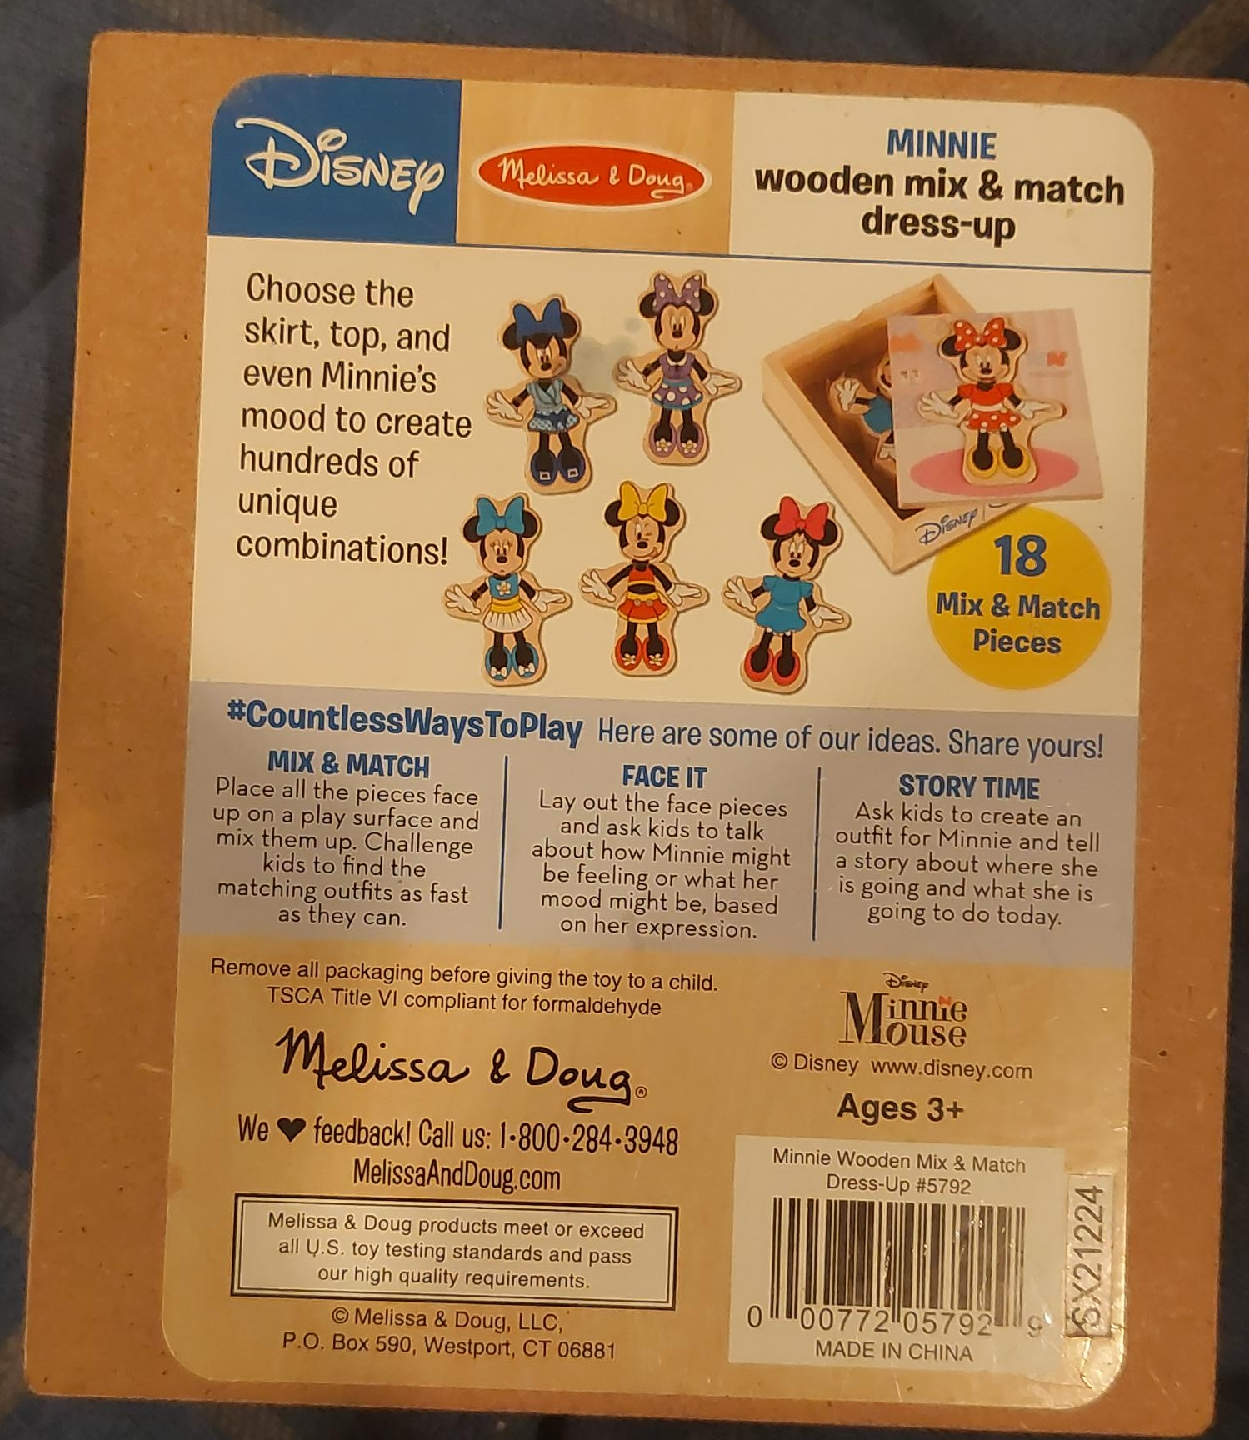 Disney
Melissa & Doug®
MINNIE
wooden mix & match
dress-up
Choose the
skirt, top, and
even Minnie's
mood to create
hundreds of
unique
combinations!
Disney
18
Mix & Match
Pieces
#CountlessWaysToPlay Here are some of our ideas. Share yours!
MIX & MATCH
Place all the pieces face
up on a play surface and
mix them up. Challenge
kids to find the
matching outfits as fast
as they can.
FACE IT
Lay out the face pieces
and ask kids to talk
about how Minnie might
be feeling or what her
mood might be, based
on her expression.
STORY TIME
Ask kids to create an
outfit for Minnie and tell
a story about where she
is going and what she is
going to do today.
Remove all packaging before giving the toy to a child.
TSCA Title VI compliant for formaldehyde
Melissa & Doug®
We ♥ feedback! Call us: 1-800-284-3948
MelissaAndDoug.com
Melissa & Doug products meet or exceed
all U.S. toy testing standards and pass
our high quality requirements.
© Melissa & Doug, LLC,
P.O. Box 590, Westport, CT 06881
Disney
Minnie
Mouse
© Disney www.disney.com
Ages 3+
Minnie Wooden Mix & Match
Dress-Up #5792
0 00772 05792 9
MADE IN CHINA
SX21224